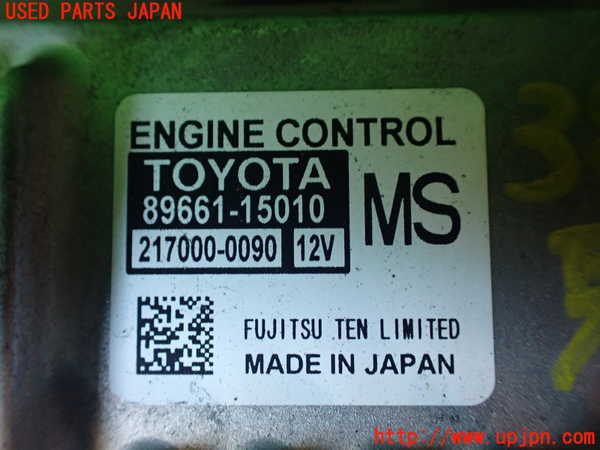 USED PARTS JAPAN
ENGINE CONTROL
TOYOTA
89661-15010
MS
217000-0090 12V
FUJITSU TEN LIMITED
MADE IN JAPAN
http://www.upjpn.com